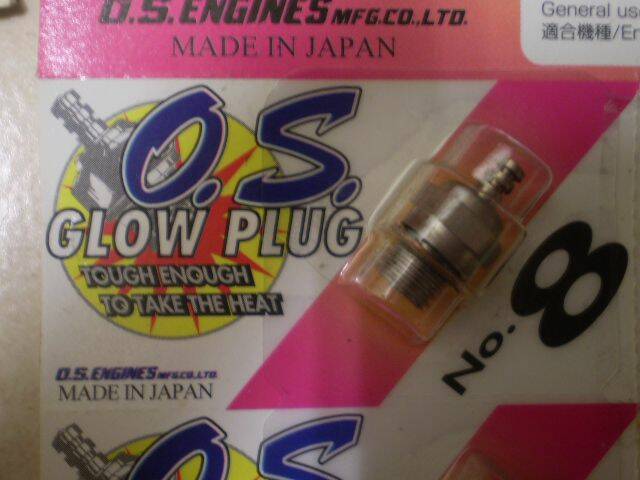 O.S. ENGINES MFG.CO.,LTD.
MADE IN JAPAN
General us
適合機種/En
O.S.
GLOW PLUG
TOUGH ENOUGH
TO TAKE THE HEAT
O.S. ENGINES MFG.CO.,LTD.
MADE IN JAPAN
No.8
O.S.